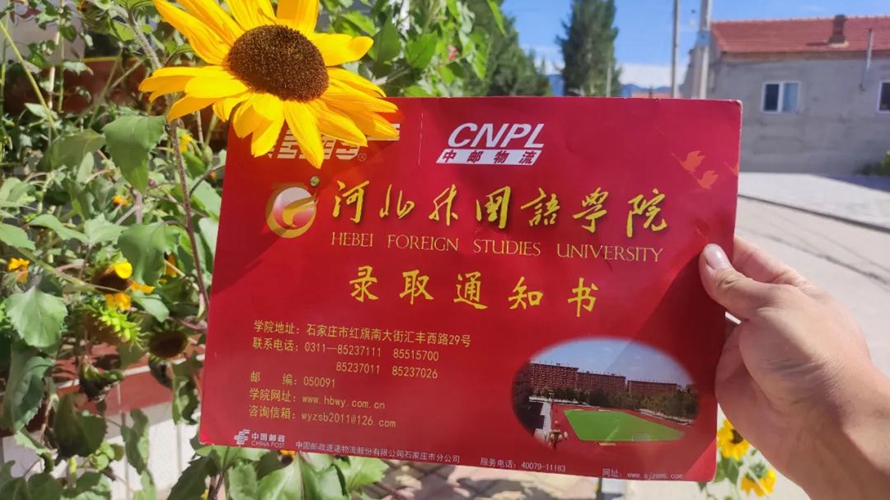 CNPL
中邮物流
河北外国语学院
HEBEI FOREIGN STUDIES UNIVERSITY
录取通知书
学院地址：石家庄市红旗南大街汇丰西路29号
联系电话：0311-85237111 85515700
85237011 85237026
邮 编：050091
学院网址：www.hbwy.com.cn
咨询信箱：wyzsb2011@126.com
中国邮政
CHINA POST
中国邮政速递物流股份有限公司石家庄市分公司
服务电话：40079-11183